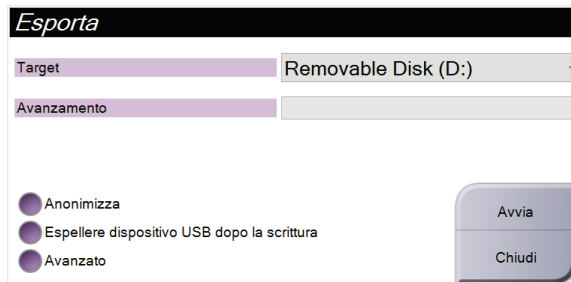 Esporta
Target Removable Disk (D:)
Avanzamento
Anonimizza
Espellere dispositivo USB dopo la scrittura
Avanzato
Avvia
Chiudi